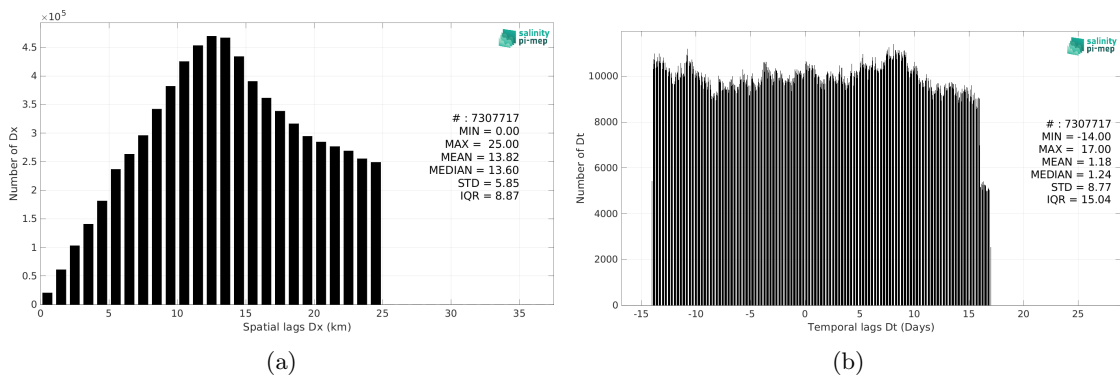 ×10⁵
4.5
4
3.5
3
2.5
2
1.5
1
0.5
0
Number of Dx
0 5 10 15 20 25 30 35
Spatial lags Dx (km)
salinity
pi-mep
# : 7307717
MIN = 0.00
MAX = 25.00
MEAN = 13.82
MEDIAN = 13.60
STD = 5.85
IQR = 8.87
(a)
10000
8000
6000
4000
2000
0
Number of Dt
-15 -10 -5 0 5 10 15 20 25
Temporal lags Dt (Days)
salinity
pi-mep
# : 7307717
MIN = -14.00
MAX = 17.00
MEAN = 1.18
MEDIAN = 1.24
STD = 8.77
IQR = 15.04
(b)